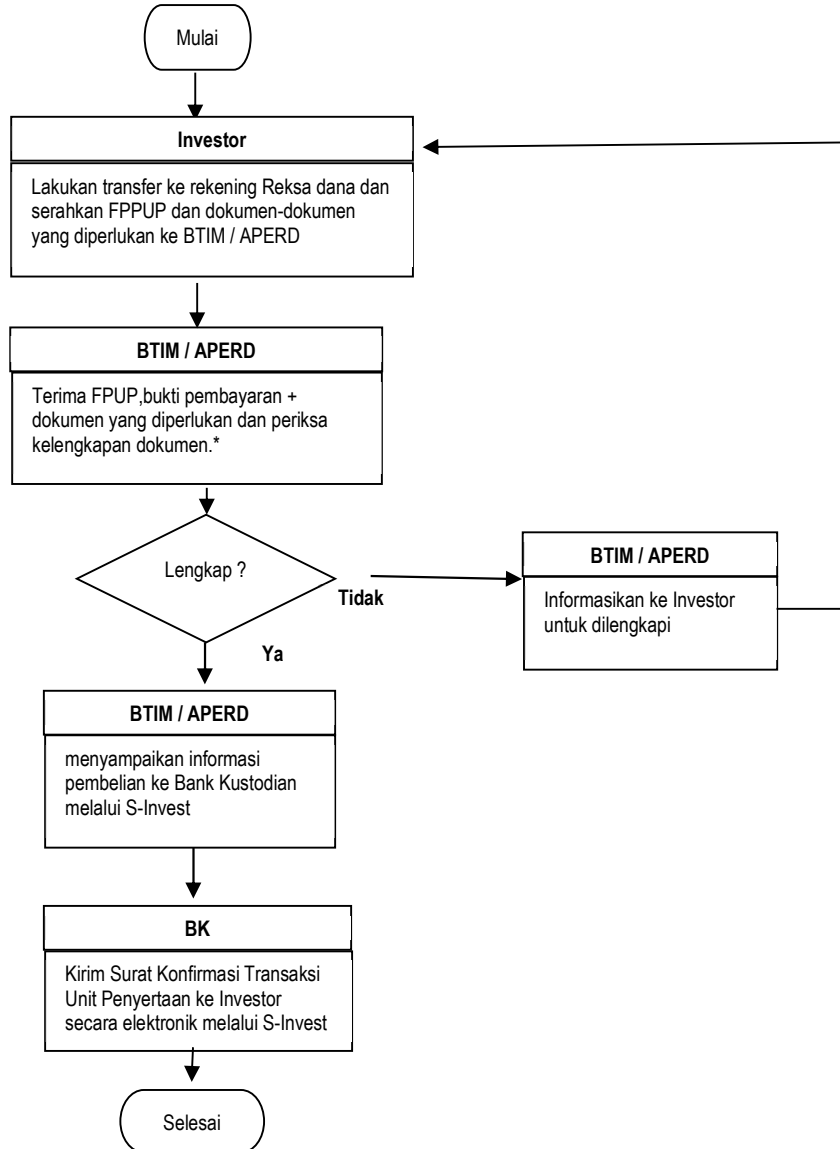 Mulai
Investor
Lakukan transfer ke rekening Reksa dana dan
serahkan FPPUP dan dokumen-dokumen
yang diperlukan ke BTIM / APERD
BTIM / APERD
Terima FPUP,bukti pembayaran +
dokumen yang diperlukan dan periksa
kelengkapan dokumen.*
Lengkap ?
Tidak
BTIM / APERD
Informasikan ke Investor
untuk dilengkapi
Ya
BTIM / APERD
menyampaikan informasi
pembelian ke Bank Kustodian
melalui S-Invest
BK
Kirim Surat Konfirmasi Transaksi
Unit Penyertaan ke Investor
secara elektronik melalui S-Invest
Selesai